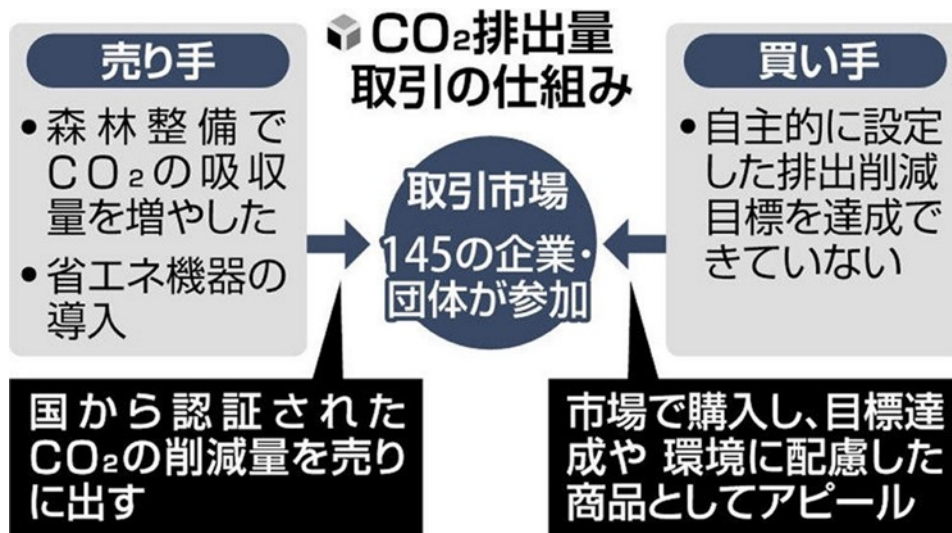 CO₂排出量
取引の仕組み
売り手
・森林整備で
CO₂の吸収
量を増やした
・省エネ機器の
導入
取引市場
145の企業・
団体が参加
買い手
・自主的に設定
した排出削減
目標を達成で
きていない
国から認証された
CO₂の削減量を売り
に出す
市場で購入し、目標達
成や 環境に配慮した
商品としてアピール